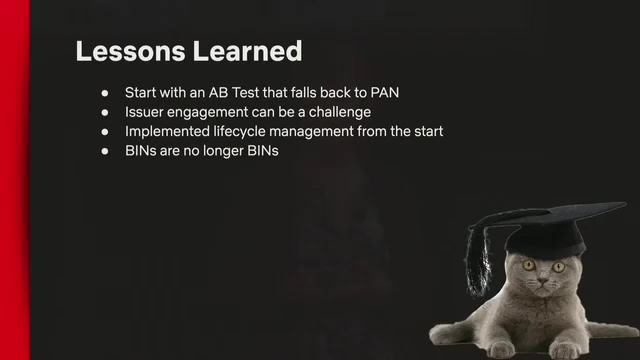 Lessons Learned
● Start with an AB Test that falls back to PAN
● Issuer engagement can be a challenge
● Implemented lifecycle management from the start
● BINs are no longer BINs